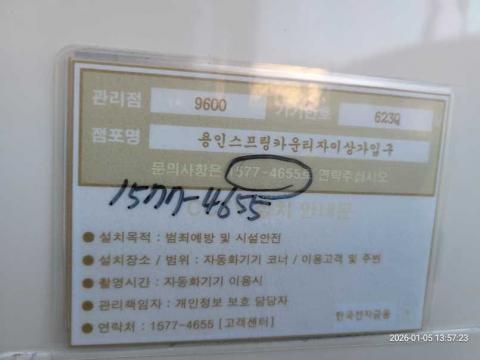 관리점 9600 기기번호 623Q
점포명 용인스프링카운티자이상가입구
문의사항은 1577-4655로 연락주십시오
1577-4655
안내문
● 설치목적 : 범죄예방 및 시설안전
● 설치장소 / 범위 : 자동화기기 코너 / 이용고객 및 주변
● 촬영시간 : 자동화기기 이용시
● 관리책임자 : 개인정보 보호 담당자
● 연락처 : 1577-4655 [고객센터]
한국전자금융
2026-01-05 13:57:23